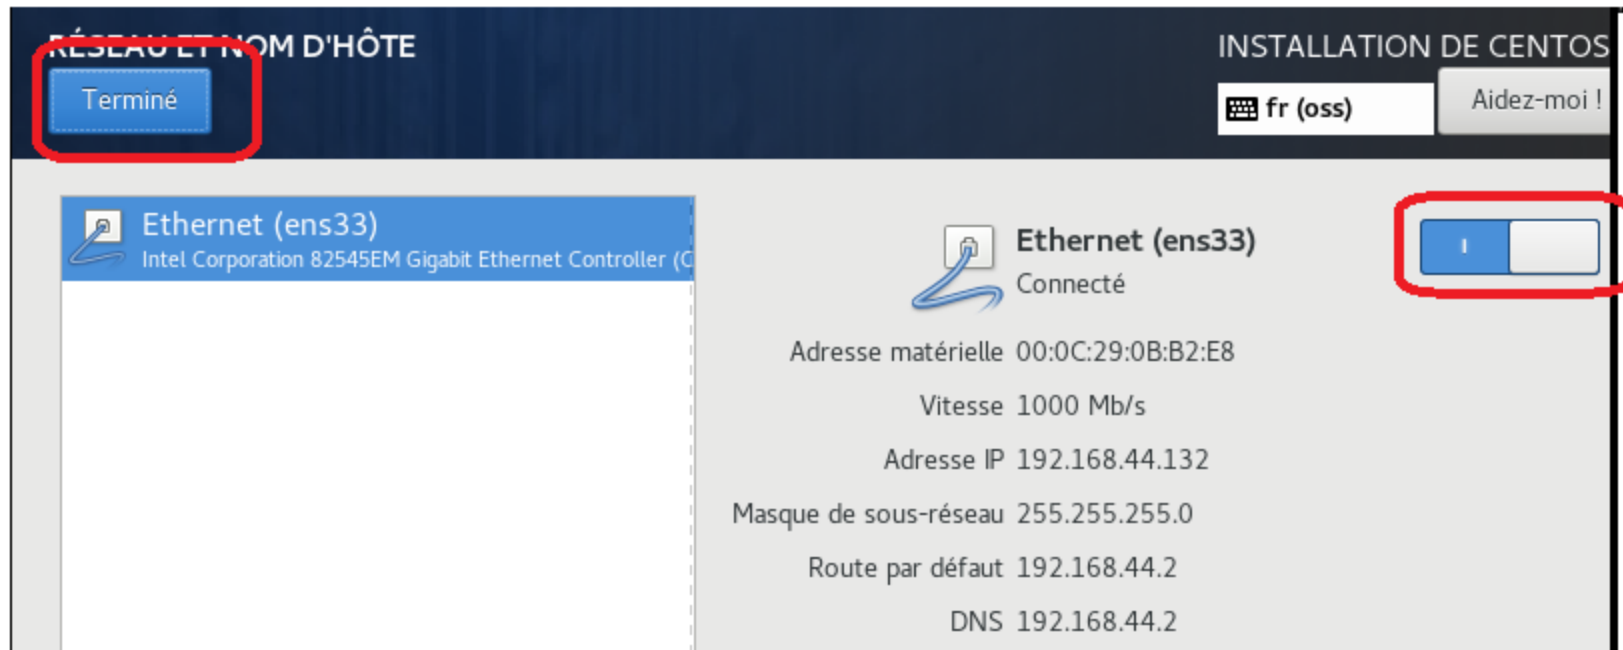 RÉSEAU ET NOM D'HÔTE
INSTALLATION DE CENTOS
Terminé
fr (oss)
Aidez-moi !
Ethernet (ens33)
Intel Corporation 82545EM Gigabit Ethernet Controller (C
Ethernet (ens33)
Connecté
Adresse matérielle 00:0C:29:0B:B2:E8
Vitesse 1000 Mb/s
Adresse IP 192.168.44.132
Masque de sous-réseau 255.255.255.0
Route par défaut 192.168.44.2
DNS 192.168.44.2